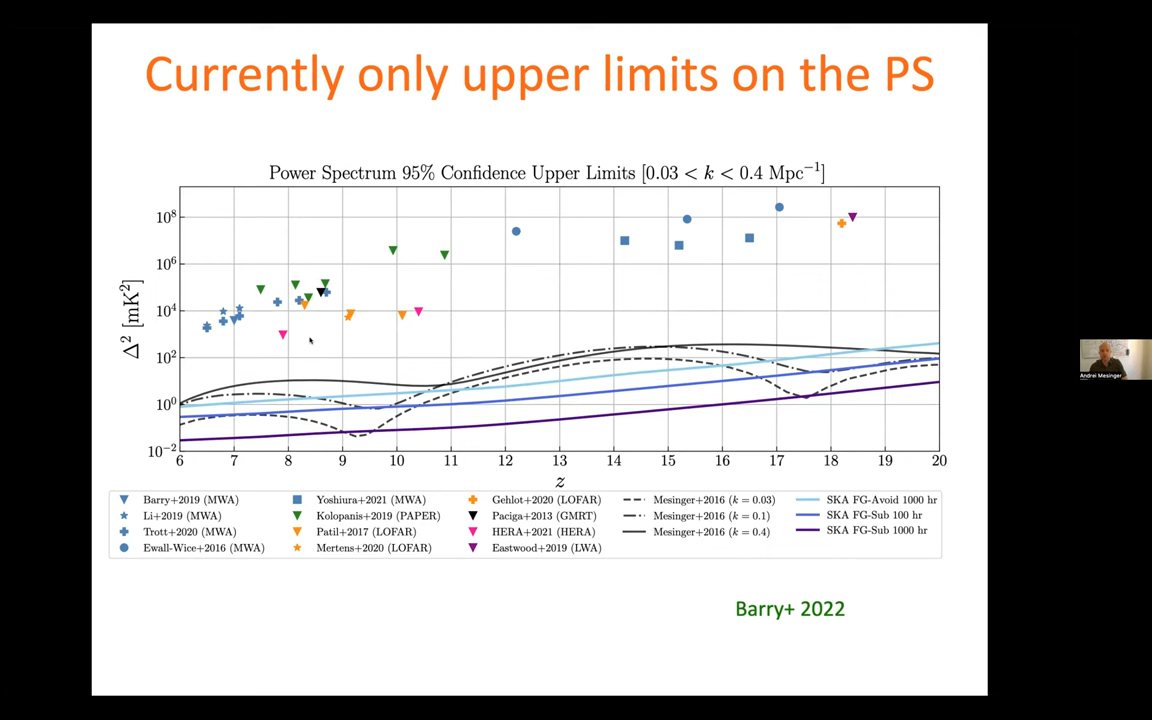 Currently only upper limits on the PS
Power Spectrum 95% Confidence Upper Limits [0.03 < k < 0.4 Mpc⁻¹]
Δ² [mK²]
10⁸
10⁶
10⁴
10²
10⁰
10⁻²
6 7 8 9 10 11 12 13 14 15 16 17 18 19 20
z
Barry+2019 (MWA) Yoshiura+2021 (MWA) Gehlot+2020 (LOFAR) Mesinger+2016 (k = 0.03) SKA FG-Avoid 1000 hr
Li+2019 (MWA) Kolopanis+2019 (PAPER) Paciga+2013 (GMRT) Mesinger+2016 (k = 0.1) SKA FG-Sub 100 hr
Trott+2020 (MWA) Patil+2017 (LOFAR) HERA+2021 (HERA) Mesinger+2016 (k = 0.4) SKA FG-Sub 1000 hr
Ewall-Wice+2016 (MWA) Mertens+2020 (LOFAR) Eastwood+2019 (LWA)
Barry+ 2022
Andrei Mesinger